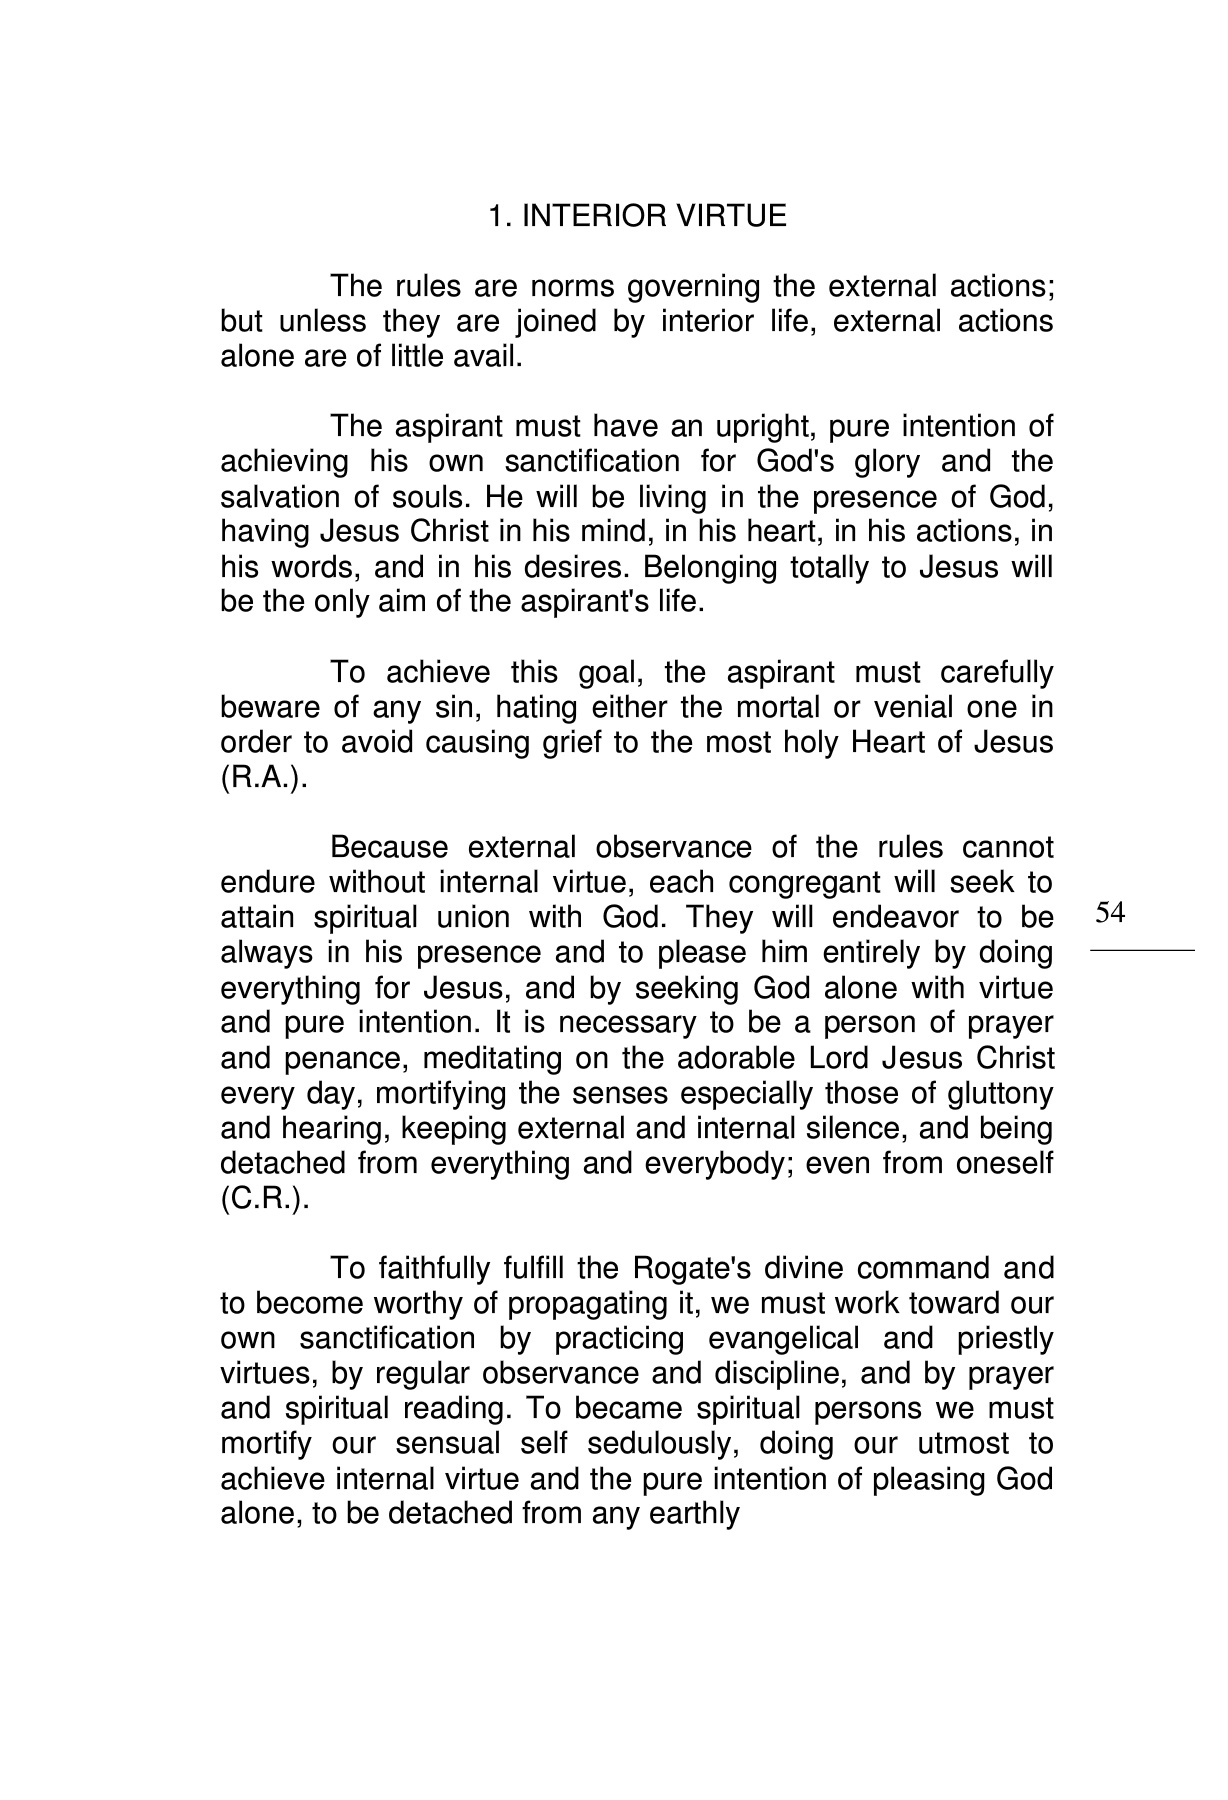 1. INTERIOR VIRTUE
The rules are norms governing the external actions;
but unless they are joined by interior life, external actions
alone are of little avail.
The aspirant must have an upright, pure intention of
achieving his own sanctification for God's glory and the
salvation of souls. He will be living in the presence of God,
having Jesus Christ in his mind, in his heart, in his actions, in
his words, and in his desires. Belonging totally to Jesus will
be the only aim of the aspirant's life.
To achieve this goal, the aspirant must carefully
beware of any sin, hating either the mortal or venial one in
order to avoid causing grief to the most holy Heart of Jesus
(R.A.).
Because external observance of the rules cannot
endure without internal virtue, each congregant will seek to
attain spiritual union with God. They will endeavor to be
always in his presence and to please him entirely by doing
everything for Jesus, and by seeking God alone with virtue
and pure intention. It is necessary to be a person of prayer
and penance, meditating on the adorable Lord Jesus Christ
every day, mortifying the senses especially those of gluttony
and hearing, keeping external and internal silence, and being
detached from everything and everybody; even from oneself
(C.R.).
To faithfully fulfill the Rogate's divine command and
to become worthy of propagating it, we must work toward our
own sanctification by practicing evangelical and priestly
virtues, by regular observance and discipline, and by prayer
and spiritual reading. To became spiritual persons we must
mortify our sensual self sedulously, doing our utmost to
achieve internal virtue and the pure intention of pleasing God
alone, to be detached from any earthly
54